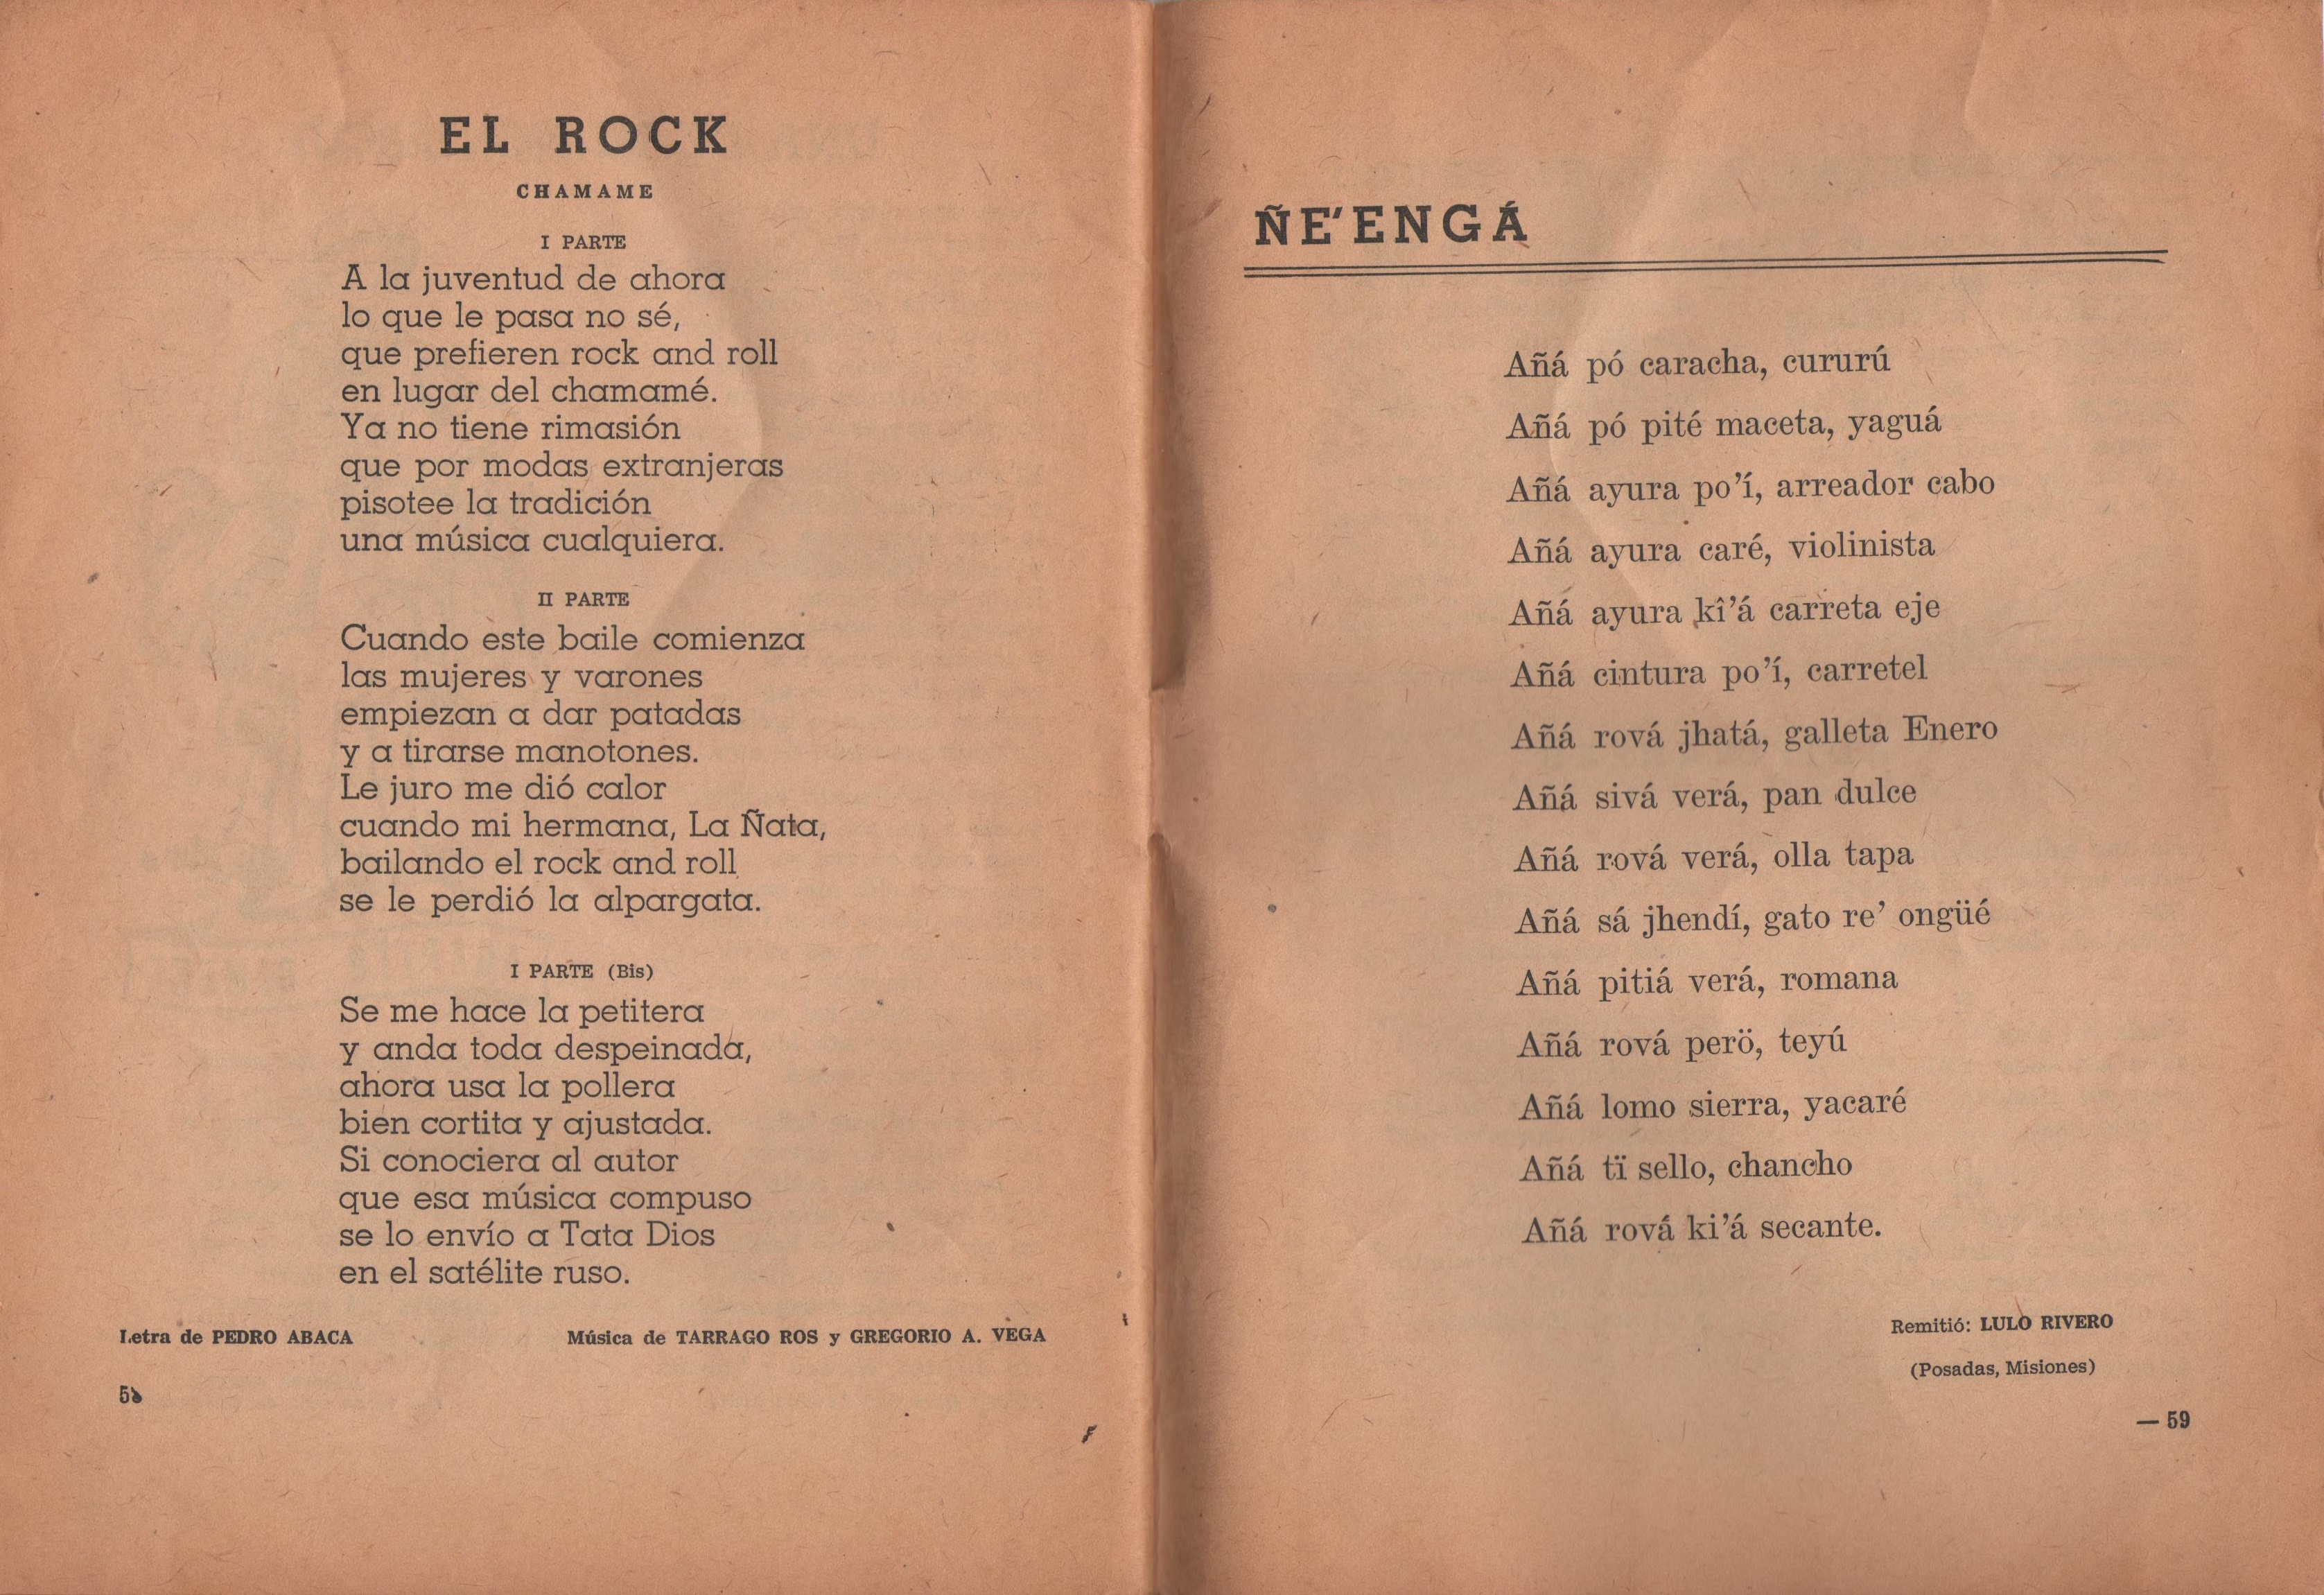 EL ROCK
CHAMAME
I PARTE
A la juventud de ahora
lo que le pasa no sé,
que prefieren rock and roll
en lugar del chamamé.
Ya no tiene rimasión
que por modas extranjeras
pisotee la tradición
una música cualquiera.
II PARTE
Cuando este baile comienza
las mujeres y varones
empiezan a dar patadas
y a tirarse manotones.
Le juro me dió calor
cuando mi hermana, La Ñata,
bailando el rock and roll
se le perdió la alpargata.
I PARTE (Bis)
Se me hace la petitera
y anda toda despeinada,
ahora usa la pollera
bien cortita y ajustada.
Si conociera al autor
que esa música compuso
se lo envío a Tata Dios
en el satélite ruso.
Letra de PEDRO ABACA Música de TARRAGO ROS y GREGORIO A. VEGA
ÑE'ENGÁ
Añá pó caracha, cururú
Añá pó pité maceta, yaguá
Añá ayura po'í, arreador cabo
Añá ayura caré, violinista
Añá ayura kî'á carreta eje
Añá cintura po'í, carretel
Añá rová jhatá, galleta Enero
Añá sivá verá, pan dulce
Añá rová verá, olla tapa
Añá sá jhendí, gato re' ongüé
Añá pitiá verá, romana
Añá rová perö, teyú
Añá lomo sierra, yacaré
Añá tï sello, chancho
Añá rová ki'á secante.
Remitió: LULO RIVERO
(Posadas, Misiones)
— 59